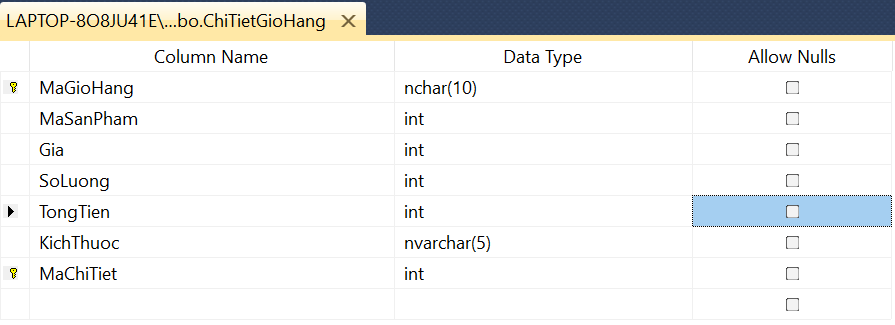 LAPTOP-8O8JU41E\...bo.ChiTietGioHang
Column Name Data Type Allow Nulls
MaGioHang nchar(10)
MaSanPham int
Gia int
SoLuong int
TongTien int
KichThuoc nvarchar(5)
MaChiTiet int